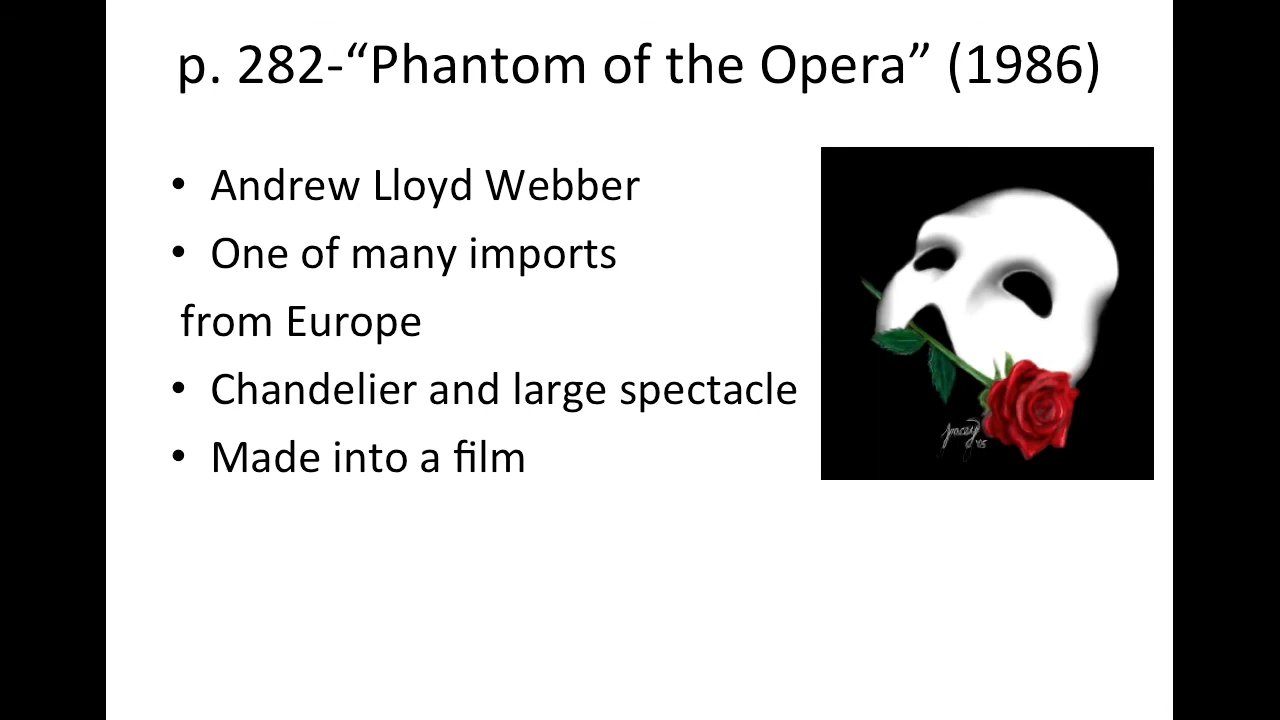 p. 282-“Phantom of the Opera” (1986)
• Andrew Lloyd Webber
• One of many imports
from Europe
• Chandelier and large spectacle
• Made into a film